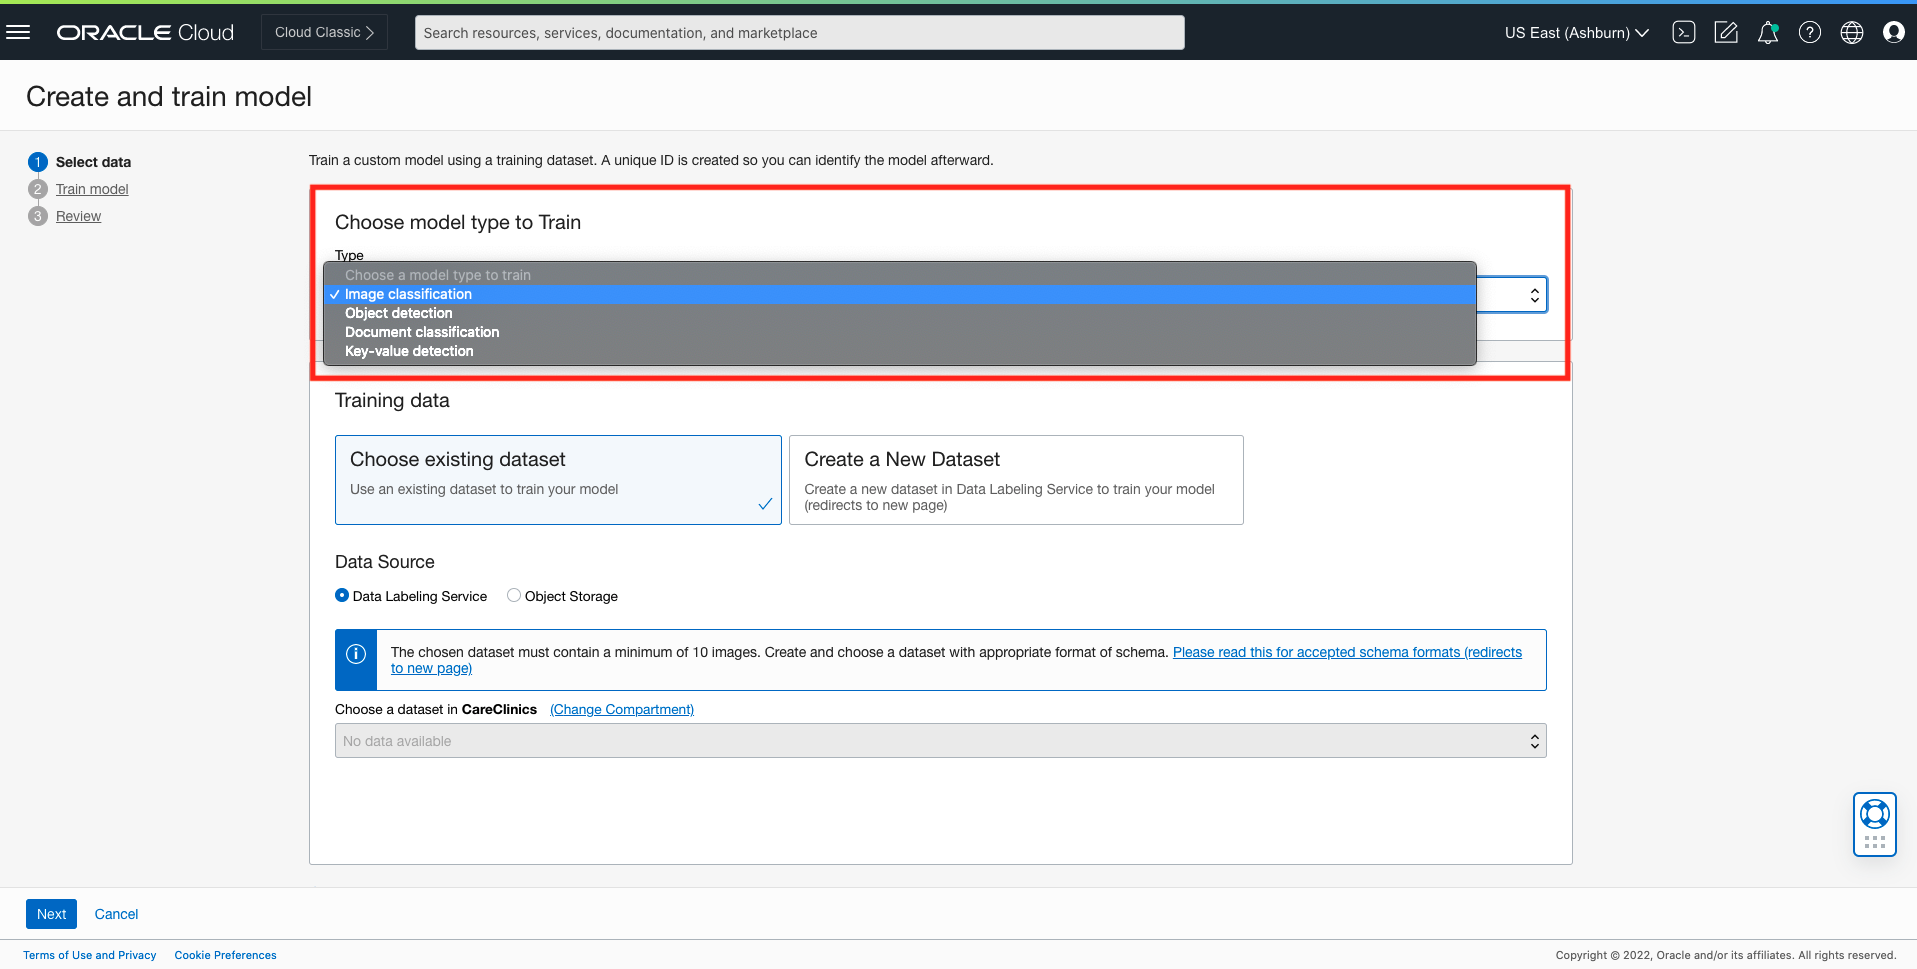 ORACLE Cloud
Cloud Classic
Search resources, services, documentation, and marketplace
US East (Ashburn)
Create and train model
1 Select data
2 Train model
3 Review
Train a custom model using a training dataset. A unique ID is created so you can identify the model afterward.
Choose model type to Train
Type
Choose a model type to train
✓ Image classification
Object detection
Document classification
Key-value detection
Training data
Choose existing dataset
Use an existing dataset to train your model
Create a New Dataset
Create a new dataset in Data Labeling Service to train your model
(redirects to new page)
Data Source
Data Labeling Service
Object Storage
The chosen dataset must contain a minimum of 10 images. Create and choose a dataset with appropriate format of schema. Please read this for accepted schema formats (redirects
to new page)
Choose a dataset in CareClinics (Change Compartment)
No data available
Next
Cancel
Terms of Use and Privacy
Cookie Preferences
Copyright © 2022, Oracle and/or its affiliates. All rights reserved.